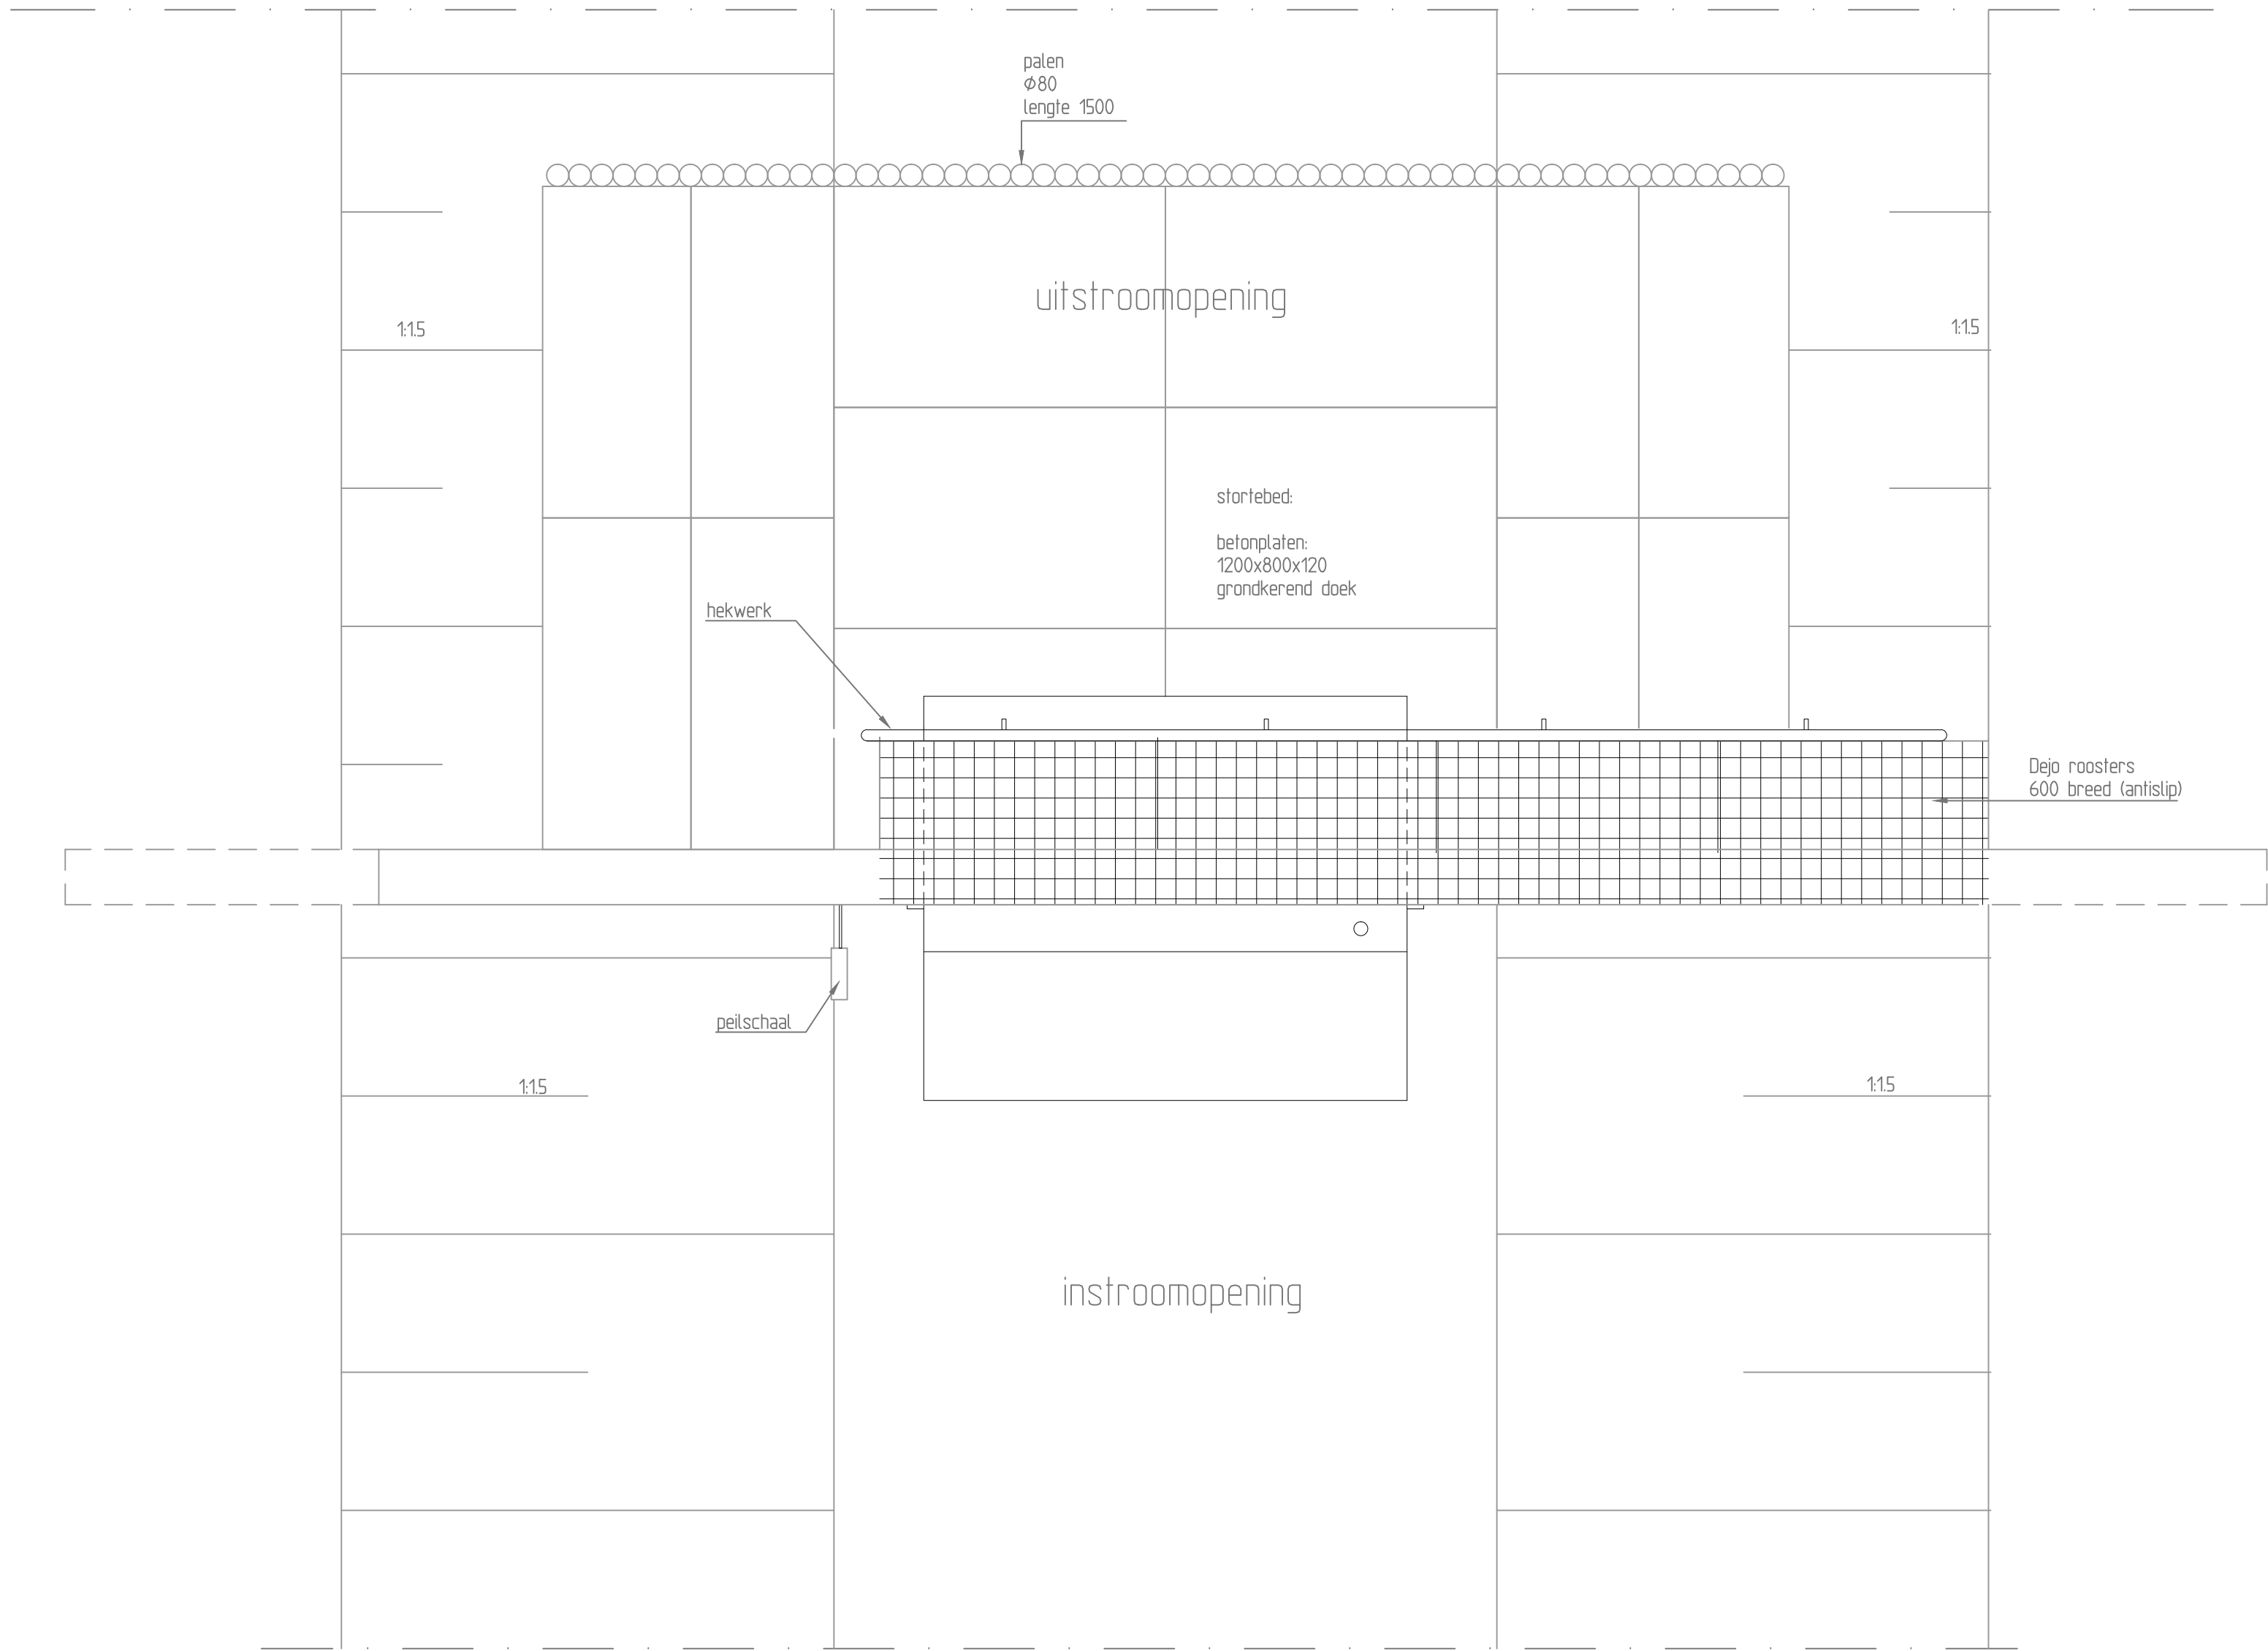 palen
Ø80
lengte 1500
uitstroomopening
1:1.5
1:1.5
stortebed:
betonplaten:
1200x800x120
grondkerend doek
hekwerk
Dejo roosters
600 breed (antislip)
peilschaal
1:1.5
1:1.5
instroomopening